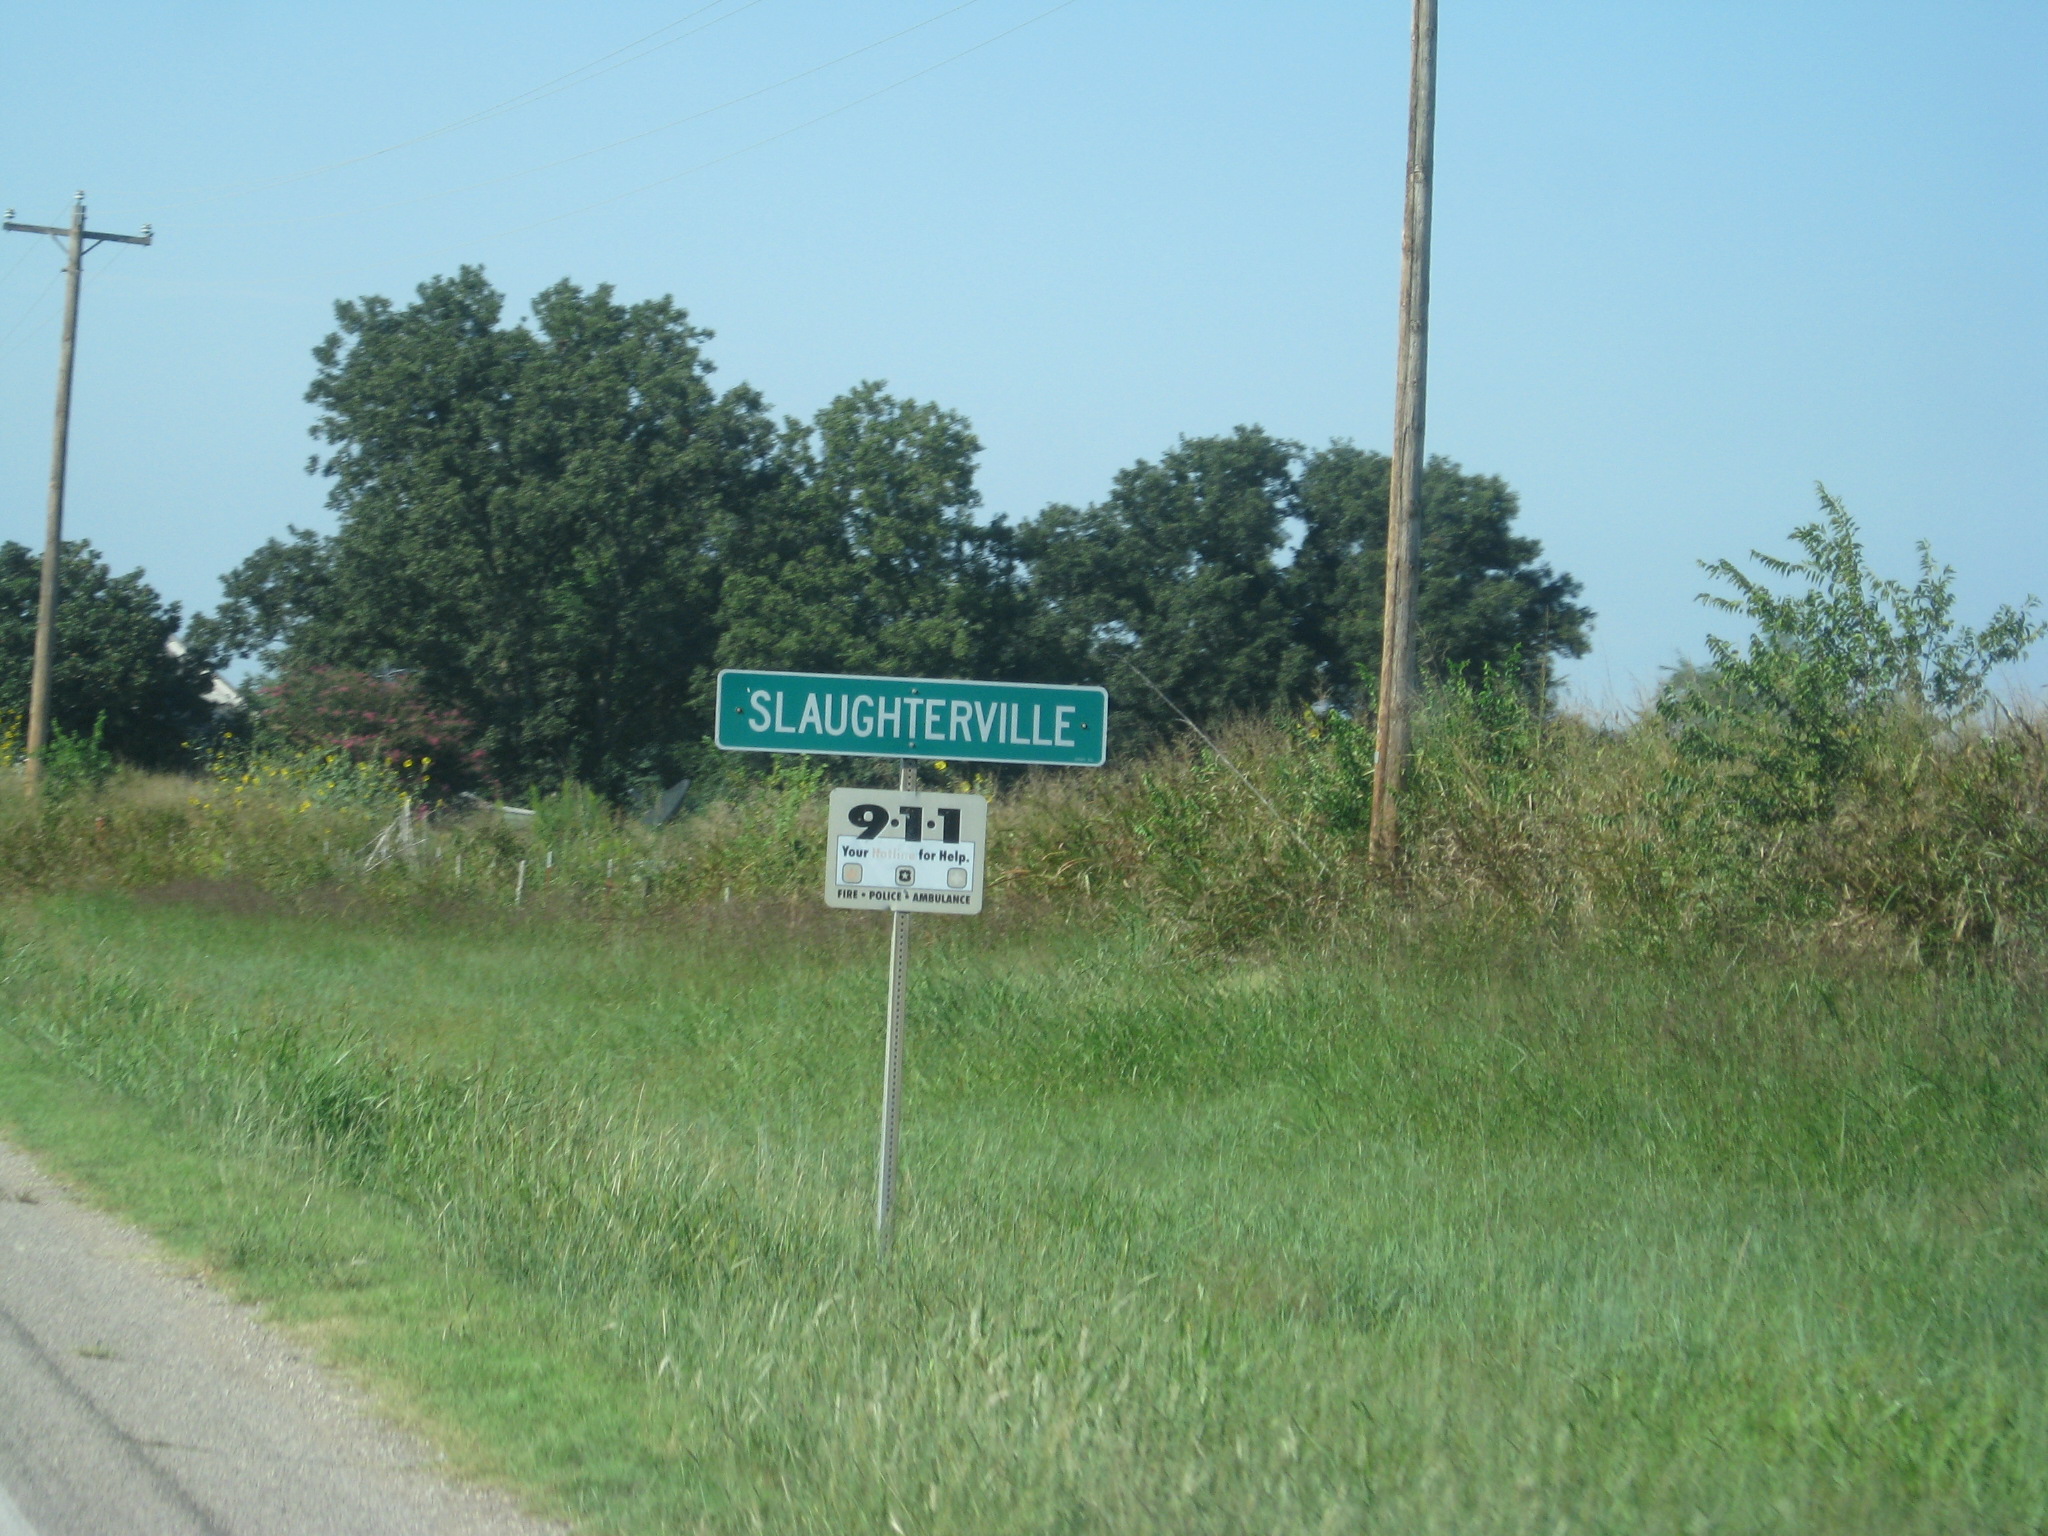 SLAUGHTERVILLE
9·1·1
Your Hotline for Help.
FIRE • POLICE • AMBULANCE